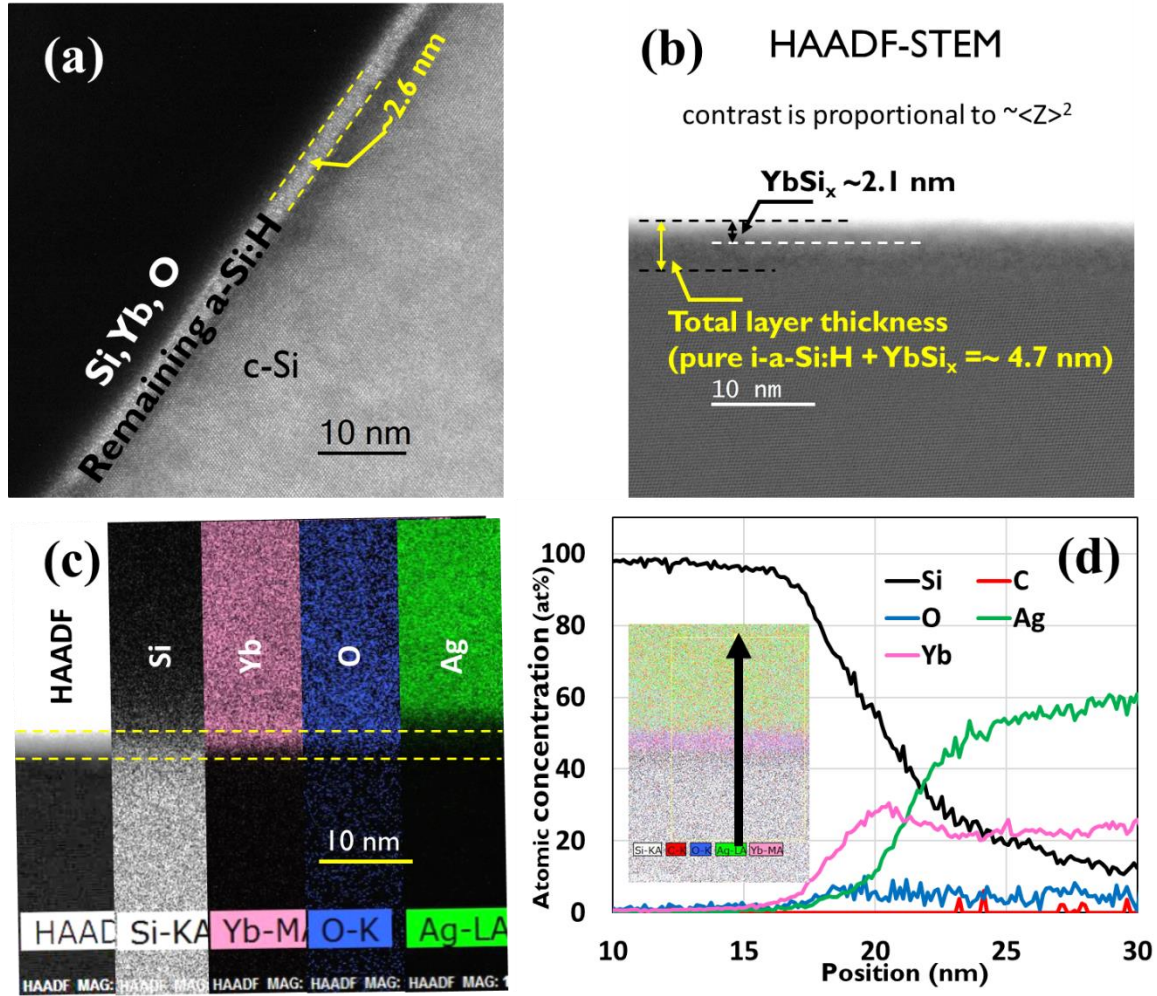 (a)
~2.6 nm
Si,Yb, O
Remaining a-Si:H
c-Si
10 nm
(b)
HAADF-STEM
contrast is proportional to ~<Z>²
YbSiₓ ~2.1 nm
Total layer thickness
(pure i-a-Si:H + YbSiₓ =~ 4.7 nm)
10 nm
(c)
HAADF
Si
Yb
O
Ag
10 nm
HAAD
Si-KA
Yb-MA
O-K
Ag-LA
HAADF MAG:
HAADF MAG:
HAADF MAG:
HAADF MAG:
HAADF MAG: 1
(d)
Si
C
O
Ag
Yb
Atomic concentration (at%)
100
80
60
40
20
0
Si-KA
C-K
O-K
Ag-LA
Yb-MA
10
15
20
25
30
Position (nm)